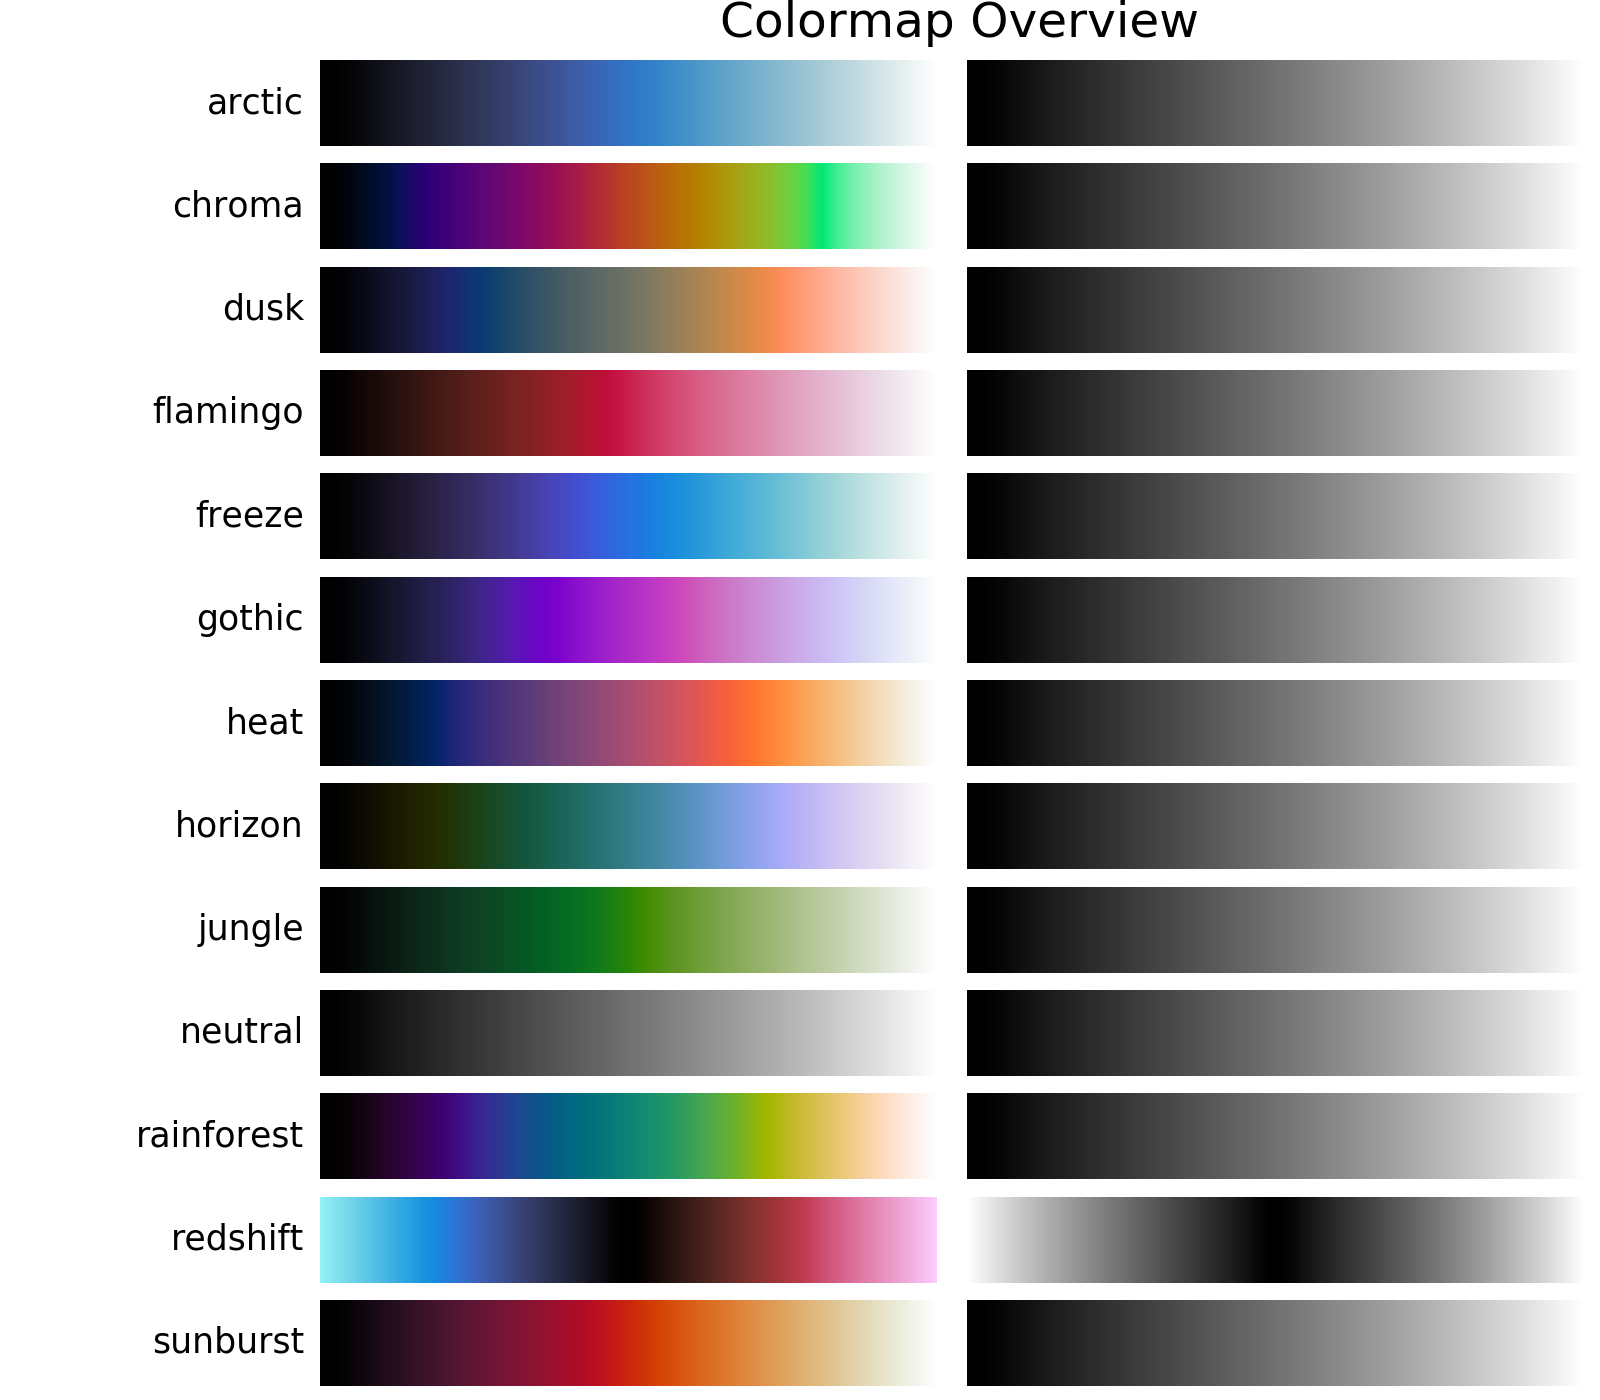 Colormap Overview
arctic
chroma
dusk
flamingo
freeze
gothic
heat
horizon
jungle
neutral
rainforest
redshift
sunburst